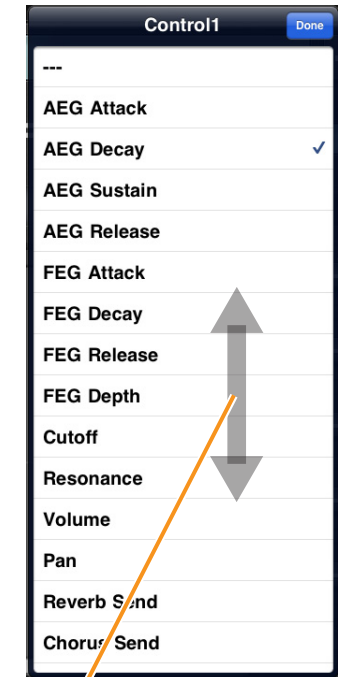 Control1
Done
---
AEG Attack
AEG Decay
AEG Sustain
AEG Release
FEG Attack
FEG Decay
FEG Release
FEG Depth
Cutoff
Resonance
Volume
Pan
Reverb Send
Chorus Send